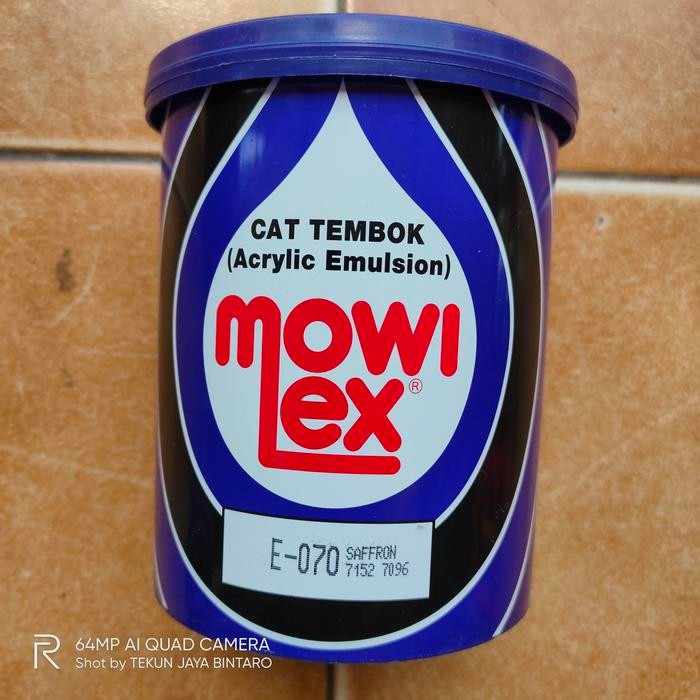 CAT TEMBOK
(Acrylic Emulsion)
mowi
Lex®
E-070 SAFFRON
7152 7096
R 64MP AI QUAD CAMERA
Shot by TEKUN JAYA BINTARO